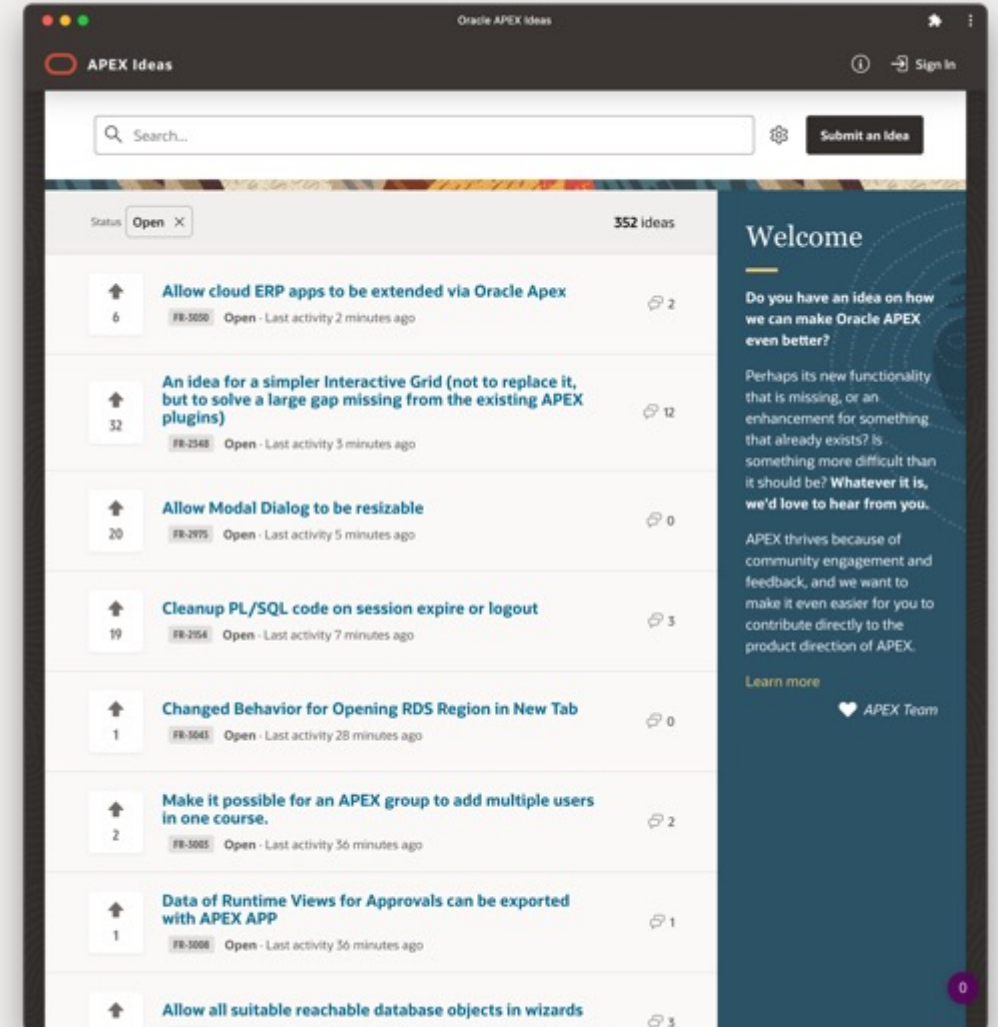 Oracle APEX Ideas
APEX Ideas
Sign In
Search...
Submit an Idea
Status Open ×
352 ideas
Allow cloud ERP apps to be extended via Oracle Apex
6
FR-3050 Open · Last activity 2 minutes ago
2
An idea for a simpler Interactive Grid (not to replace it,
but to solve a large gap missing from the existing APEX
plugins)
32
FR-2548 Open · Last activity 3 minutes ago
12
Allow Modal Dialog to be resizable
20
FR-2975 Open · Last activity 5 minutes ago
0
Cleanup PL/SQL code on session expire or logout
19
FR-2154 Open · Last activity 7 minutes ago
3
Changed Behavior for Opening RDS Region in New Tab
1
FR-3043 Open · Last activity 28 minutes ago
0
Make it possible for an APEX group to add multiple users
in one course.
2
FR-3003 Open · Last activity 36 minutes ago
2
Data of Runtime Views for Approvals can be exported
with APEX APP
1
FR-3008 Open · Last activity 36 minutes ago
1
Allow all suitable reachable database objects in wizards
3
Welcome
Do you have an idea on how
we can make Oracle APEX
even better?
Perhaps its new functionality
that is missing, or an
enhancement for something
that already exists? Is
something more difficult than
it should be? Whatever it is,
we'd love to hear from you.
APEX thrives because of
community engagement and
feedback, and we want to
make it even easier for you to
contribute directly to the
product direction of APEX.
Learn more
APEX Team
0